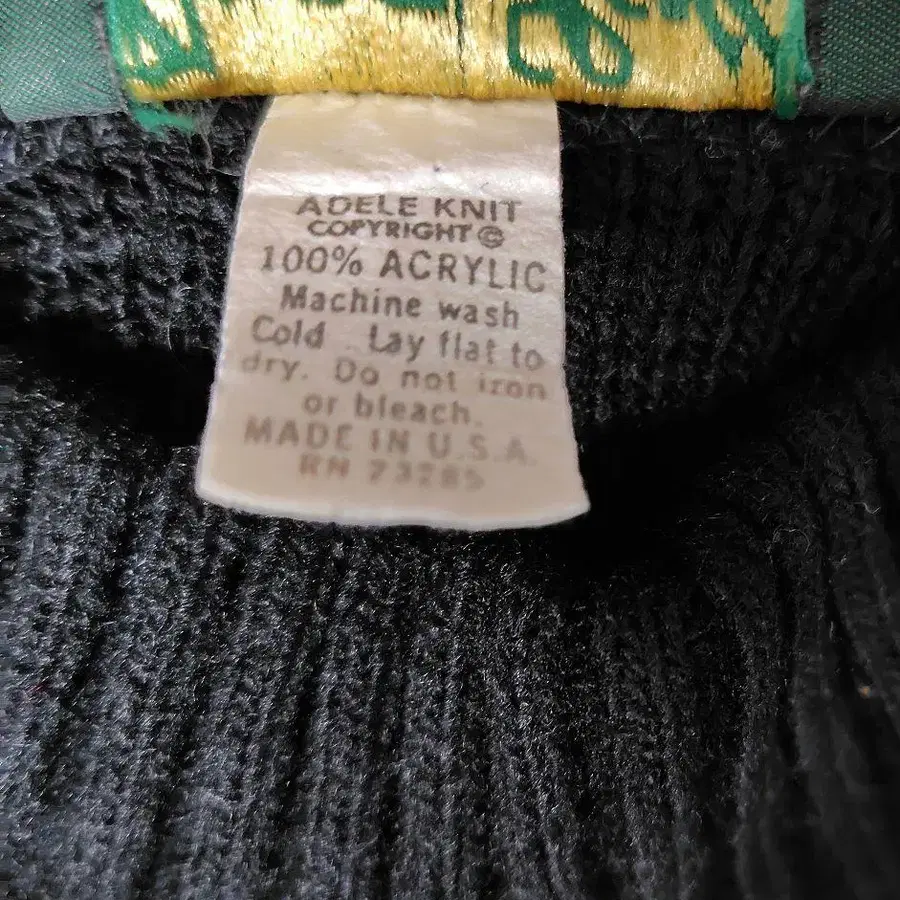 ADELE KNIT
COPYRIGHT ©
100% ACRYLIC
Machine wash
Cold . Lay flat to
dry. Do not iron
or bleach.
MADE IN U.S.A.
RN 73285